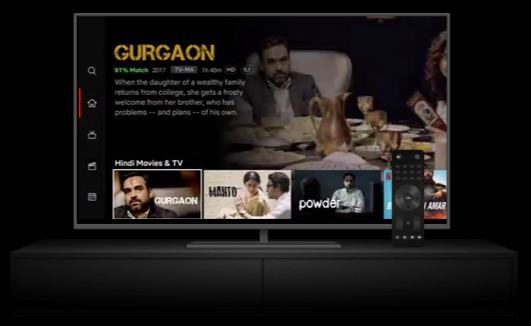 GURGAON
91% Match 2017 TV-MA 1h 46m HD 5.1
When the daughter of a wealthy family
returns from college, she gets a frosty
welcome from her brother, who has
problems -- and plans -- of his own.
Hindi Movies & TV
GURGAON
MANTO
powder
AMAR